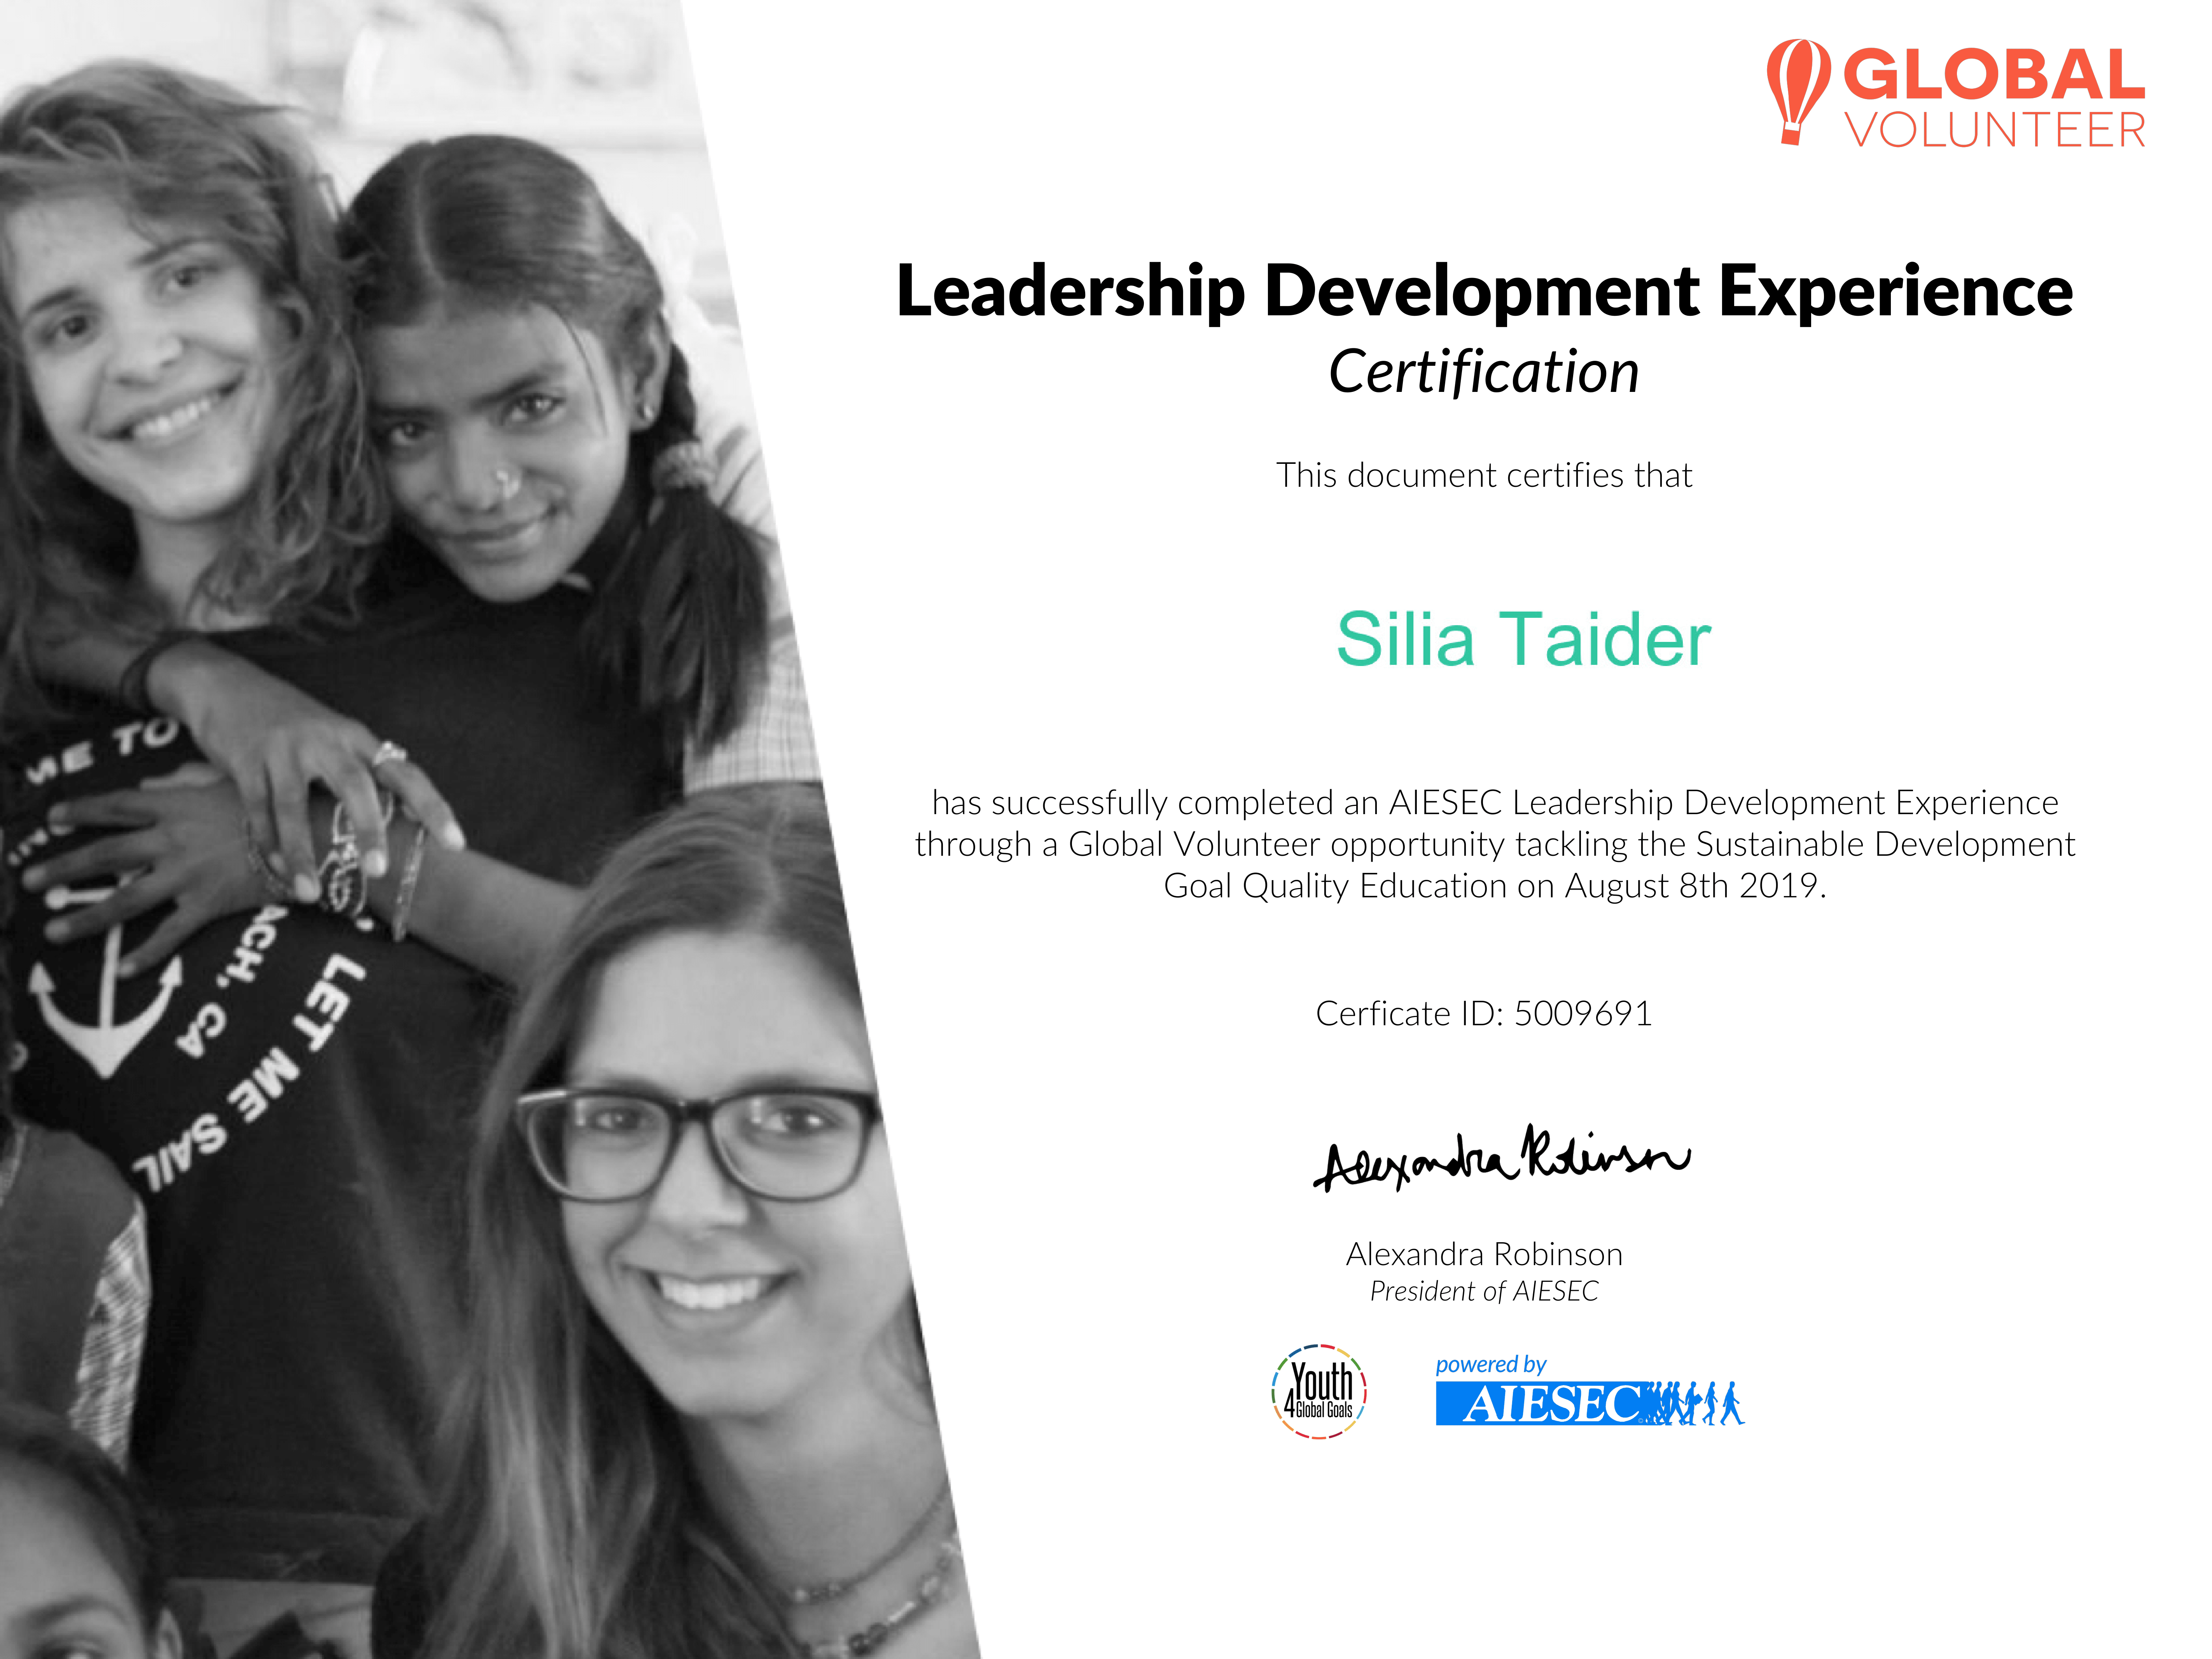 GLOBAL
VOLUNTEER
Leadership Development Experience
Certification
This document certifies that
Silia Taider
has successfully completed an AIESEC Leadership Development Experience
through a Global Volunteer opportunity tackling the Sustainable Development
Goal Quality Education on August 8th 2019.
Cerficate ID: 5009691
Alexandra Robinson
Alexandra Robinson
President of AIESEC
Youth
4 Global Goals
powered by
AIESEC
ME TO
ACH, CA
LET ME SAIL